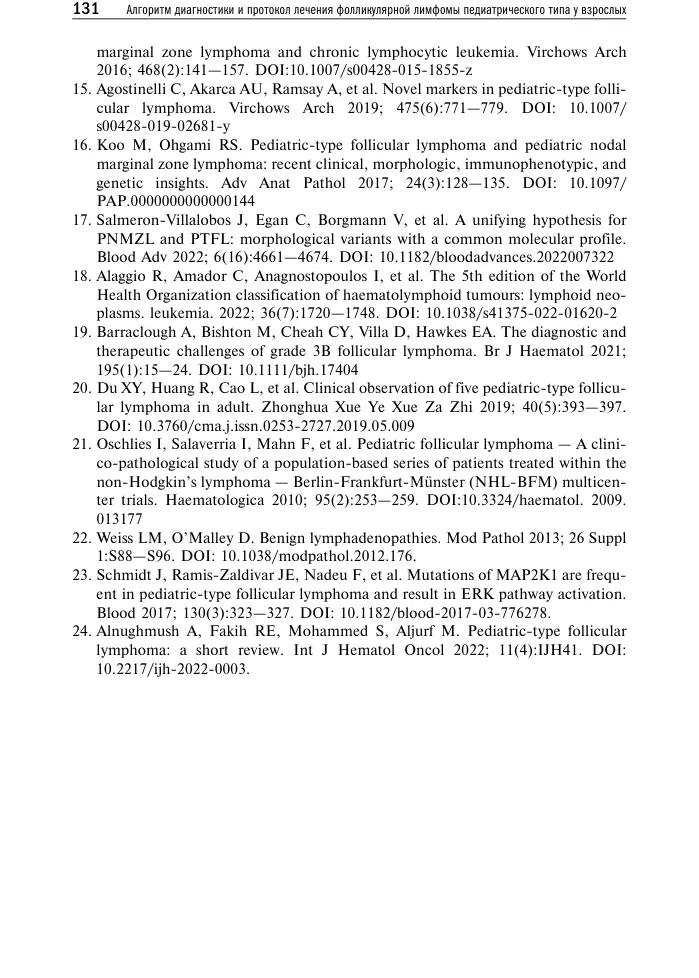 131 Алгоритм диагностики и протокол лечения фолликулярной лимфомы педиатрического типа у взрослых
marginal zone lymphoma and chronic lymphocytic leukemia. Virchows Arch
2016; 468(2):141—157. DOI:10.1007/s00428-015-1855-z
15. Agostinelli C, Akarca AU, Ramsay A, et al. Novel markers in pediatric-type folli-
cular lymphoma. Virchows Arch 2019; 475(6):771—779. DOI: 10.1007/
s00428-019-02681-y
16. Koo M, Ohgami RS. Pediatric-type follicular lymphoma and pediatric nodal
marginal zone lymphoma: recent clinical, morphologic, immunophenotypic, and
genetic insights. Adv Anat Pathol 2017; 24(3):128—135. DOI: 10.1097/
PAP.0000000000000144
17. Salmeron-Villalobos J, Egan C, Borgmann V, et al. A unifying hypothesis for
PNMZL and PTFL: morphological variants with a common molecular profile.
Blood Adv 2022; 6(16):4661—4674. DOI: 10.1182/bloodadvances.2022007322
18. Alaggio R, Amador C, Anagnostopoulos I, et al. The 5th edition of the World
Health Organization classification of haematolymphoid tumours: lymphoid neo-
plasms. leukemia. 2022; 36(7):1720—1748. DOI: 10.1038/s41375-022-01620-2
19. Barraclough A, Bishton M, Cheah CY, Villa D, Hawkes EA. The diagnostic and
therapeutic challenges of grade 3B follicular lymphoma. Br J Haematol 2021;
195(1):15—24. DOI: 10.1111/bjh.17404
20. Du XY, Huang R, Cao L, et al. Clinical observation of five pediatric-type follicu-
lar lymphoma in adult. Zhonghua Xue Ye Xue Za Zhi 2019; 40(5):393—397.
DOI: 10.3760/cma.j.issn.0253-2727.2019.05.009
21. Oschlies I, Salaverria I, Mahn F, et al. Pediatric follicular lymphoma — A clini-
co-pathological study of a population-based series of patients treated within the
non-Hodgkin’s lymphoma — Berlin-Frankfurt-Münster (NHL-BFM) multicen-
ter trials. Haematologica 2010; 95(2):253—259. DOI:10.3324/haematol. 2009.
013177
22. Weiss LM, O’Malley D. Benign lymphadenopathies. Mod Pathol 2013; 26 Suppl
1:S88—S96. DOI: 10.1038/modpathol.2012.176.
23. Schmidt J, Ramis-Zaldivar JE, Nadeu F, et al. Mutations of MAP2K1 are frequ-
ent in pediatric-type follicular lymphoma and result in ERK pathway activation.
Blood 2017; 130(3):323—327. DOI: 10.1182/blood-2017-03-776278.
24. Alnughmush A, Fakih RE, Mohammed S, Aljurf M. Pediatric-type follicular
lymphoma: a short review. Int J Hematol Oncol 2022; 11(4):IJH41. DOI:
10.2217/ijh-2022-0003.